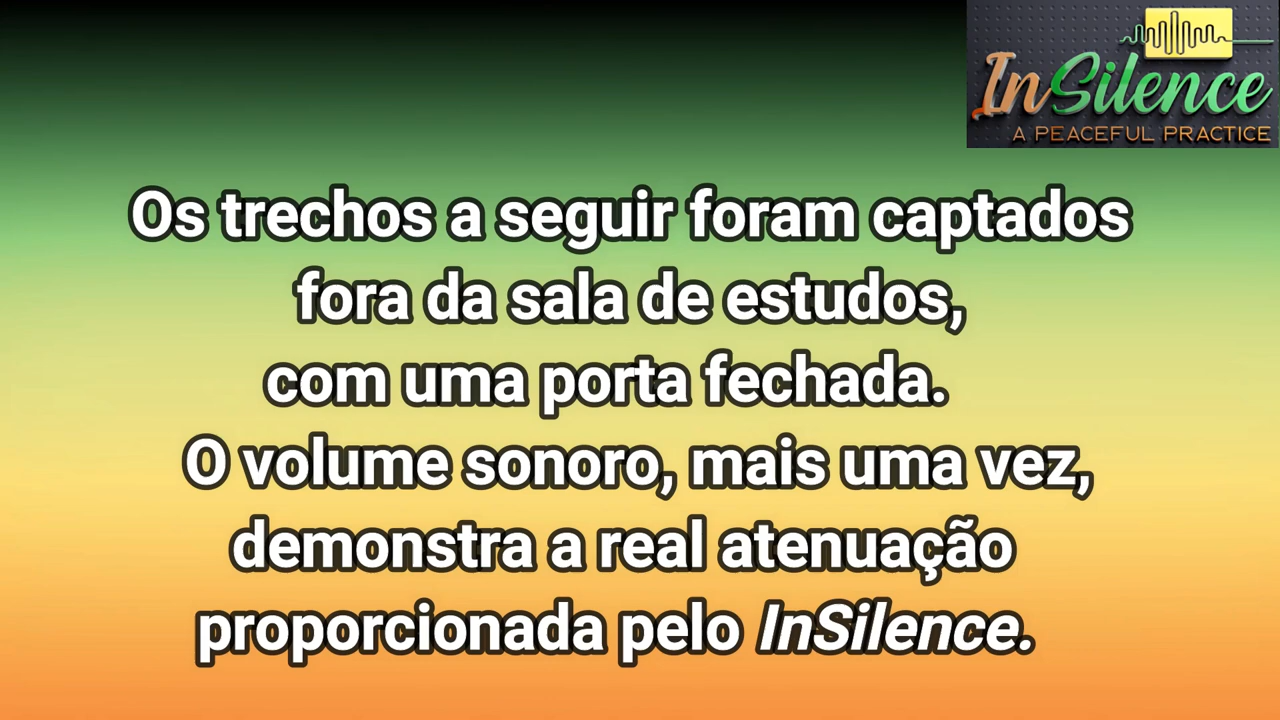 InSilence
A PEACEFUL PRACTICE
Os trechos a seguir foram captados
fora da sala de estudos,
com uma porta fechada.
O volume sonoro, mais uma vez,
demonstra a real atenuação
proporcionada pelo InSilence.